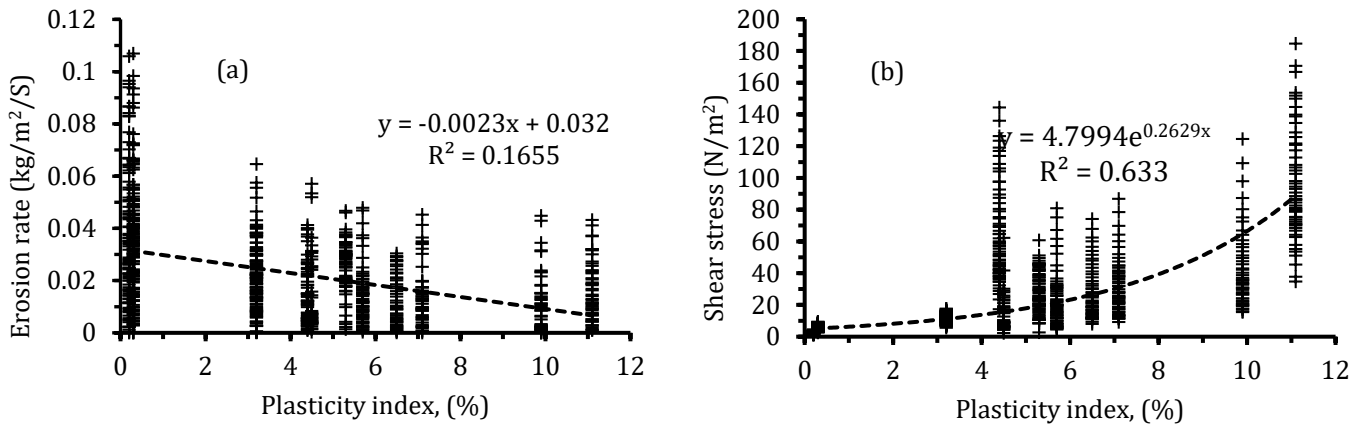 0.12
0.1
0.08
0.06
0.04
0.02
0
Erosion rate (kg/m²/S)
(a)
y = -0.0023x + 0.032
R² = 0.1655
0 2 4 6 8 10 12
Plasticity index, (%)
200
180
160
140
120
100
80
60
40
20
0
Shear stress (N/m²)
(b)
y = 4.7994e^0.2629x
R² = 0.633
0 2 4 6 8 10 12
Plasticity index, (%)